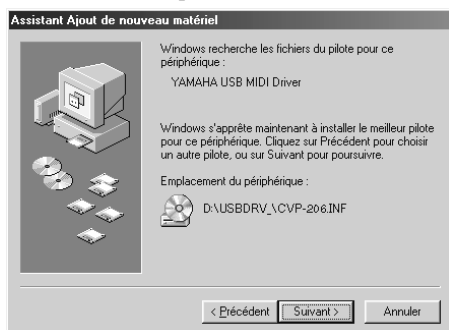 Assistant Ajout de nouveau matériel
Windows recherche les fichiers du pilote pour ce
périphérique :
YAMAHA USB MIDI Driver
Windows s'apprête maintenant à installer le meilleur pilote
pour ce périphérique. Cliquez sur Précédent pour choisir
un autre pilote, ou sur Suivant pour poursuivre.
Emplacement du périphérique :
D:\USBDRV_\CVP-206.INF
< Précédent
Suivant >
Annuler